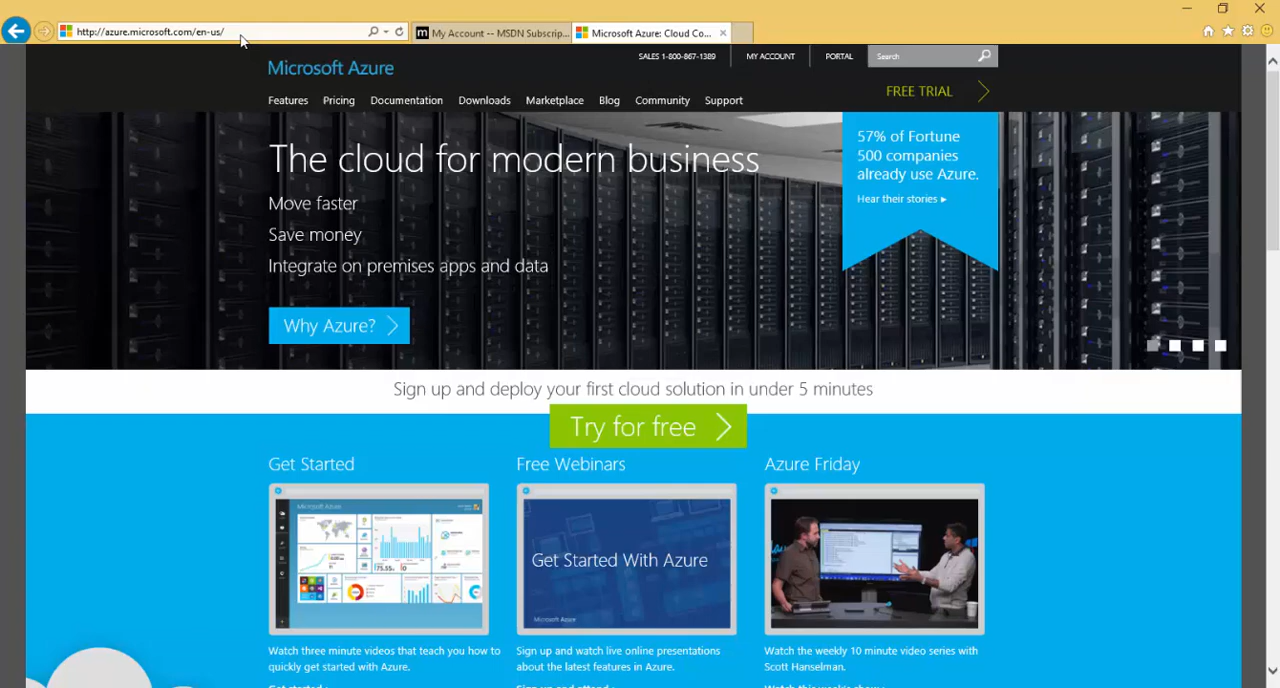 http://azure.microsoft.com/en-us/
My Account -- MSDN Subscrip...
Microsoft Azure: Cloud Co...
Microsoft Azure
SALES 1-800-867-1389
MY ACCOUNT
PORTAL
Search
FREE TRIAL
Features
Pricing
Documentation
Downloads
Marketplace
Blog
Community
Support
The cloud for modern business
Move faster
Save money
Integrate on premises apps and data
Why Azure?
57% of Fortune
500 companies
already use Azure.
Hear their stories ▸
Sign up and deploy your first cloud solution in under 5 minutes
Try for free
Get Started
Free Webinars
Azure Friday
Microsoft Azure
Get Started With Azure
Microsoft Azure
Watch three minute videos that teach you how to
quickly get started with Azure.
Sign up and watch live online presentations
about the latest features in Azure.
Watch the weekly 10 minute video series with
Scott Hanselman.